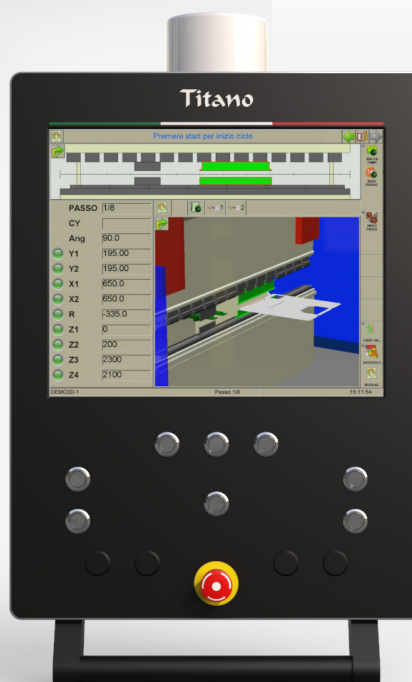 Titano
Premere start per inizio ciclo
PASSO 1/8
1 2
CY
Ang 90.0
Y1 195.00
Y2 195.00
X1 650.0
X2 650.0
R -335.0
Z1 0
Z2 200
Z3 2300
Z4 2100
DEMO3D-1 Passo 1/8 15:11:54